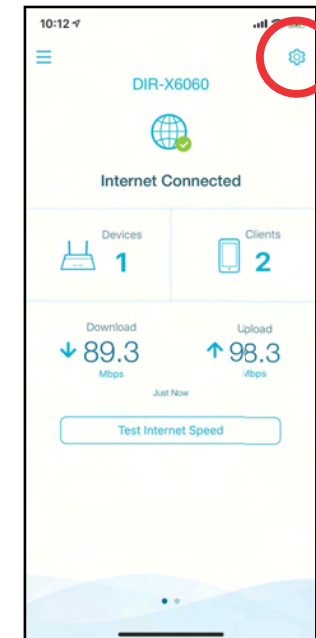 10:12
DIR-X6060
Internet Connected
Devices
1
Clients
2
Download
89.3
Mbps
Upload
98.3
Mbps
Just Now
Test Internet Speed